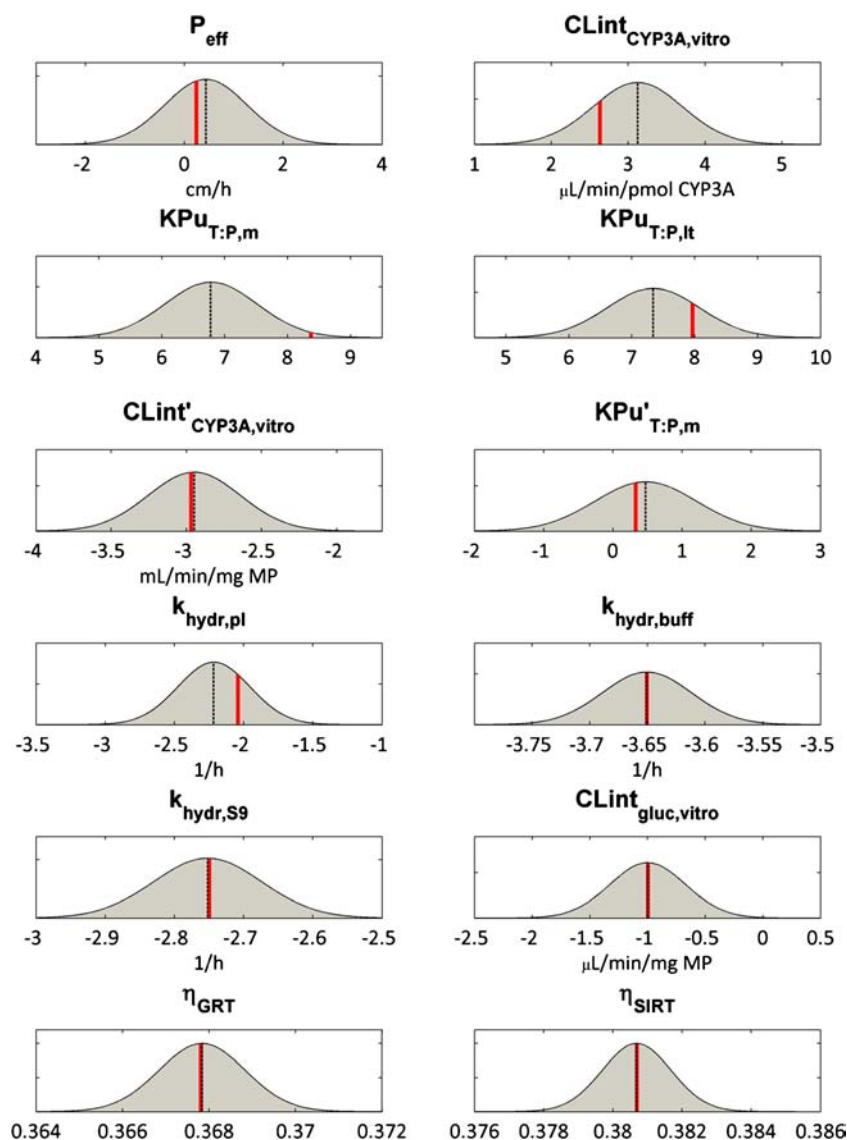 P_eff CLint_CYP3A,vitro
-2 0 2 4 1 2 3 4 5
cm/h μL/min/pmol CYP3A
KPu_T:P,m KPu_T:P,lt
4 5 6 7 8 9 5 6 7 8 9 10
CLint'_CYP3A,vitro KPu'_T:P,m
-4 -3.5 -3 -2.5 -2 -2 -1 0 1 2 3
mL/min/mg MP
k_hydr,pl k_hydr,buff
-3.5 -3 -2.5 -2 -1.5 -1 -3.75 -3.7 -3.65 -3.6 -3.55 -3.5
1/h 1/h
k_hydr,S9 CLint_gluc,vitro
-3 -2.9 -2.8 -2.7 -2.6 -2.5 -2.5 -2 -1.5 -1 -0.5 0 0.5
1/h μL/min/mg MP
η_GRT η_SIRT
0.364 0.366 0.368 0.37 0.372 0.376 0.378 0.38 0.382 0.384 0.386